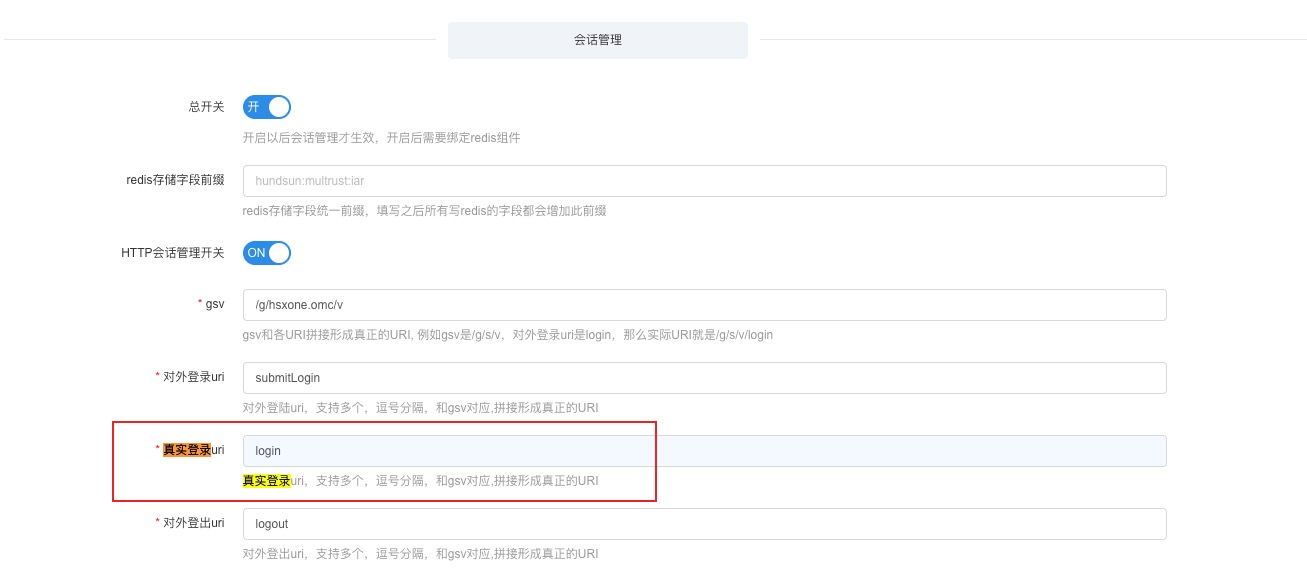 会话管理
总开关
开
开启以后会话管理才生效，开启后需要绑定redis组件
redis存储字段前缀
hundsun:multrust:iar
redis存储字段统一前缀，填写之后所有写redis的字段都会增加此前缀
HTTP会话管理开关
ON
* gsv
/g/hsxone.omc/v
gsv和各URI拼接形成真正的URI, 例如gsv是/g/s/v，对外登录uri是login，那么实际URI就是/g/s/v/login
* 对外登录uri
submitLogin
对外登陆uri，支持多个，逗号分隔，和gsv对应,拼接形成真正的URI
* 真实登录uri
login
真实登录uri，支持多个，逗号分隔，和gsv对应,拼接形成真正的URI
* 对外登出uri
logout
对外登出uri，支持多个，逗号分隔，和gsv对应,拼接形成真正的URI